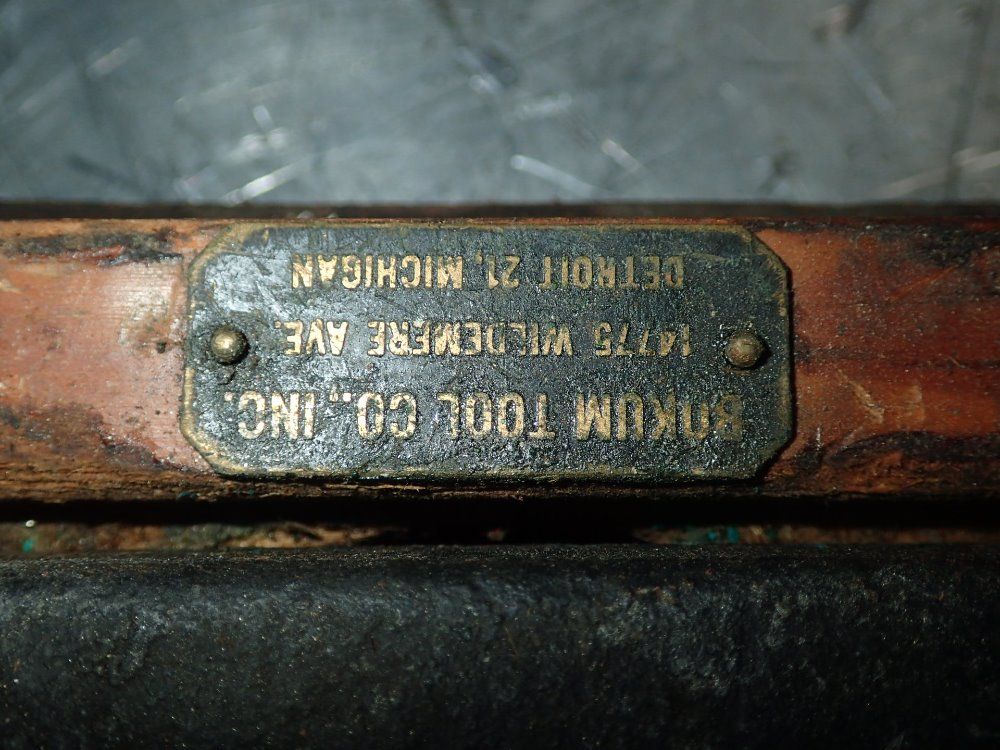 BOKUM TOOL CO., INC.
14775 WILDEMERE AVE.
DETROIT 21, MICHIGAN